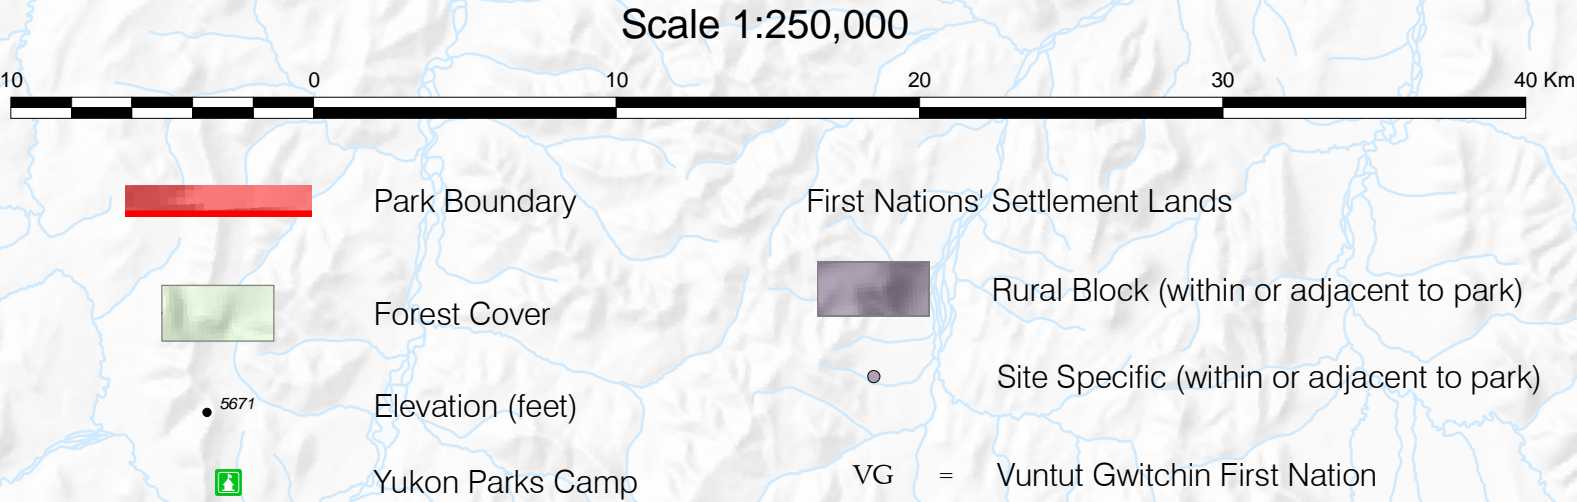 Scale 1:250,000
10 0 10 20 30 40 Km
Park Boundary
Forest Cover
5671 Elevation (feet)
Yukon Parks Camp
First Nations' Settlement Lands
Rural Block (within or adjacent to park)
Site Specific (within or adjacent to park)
VG = Vuntut Gwitchin First Nation